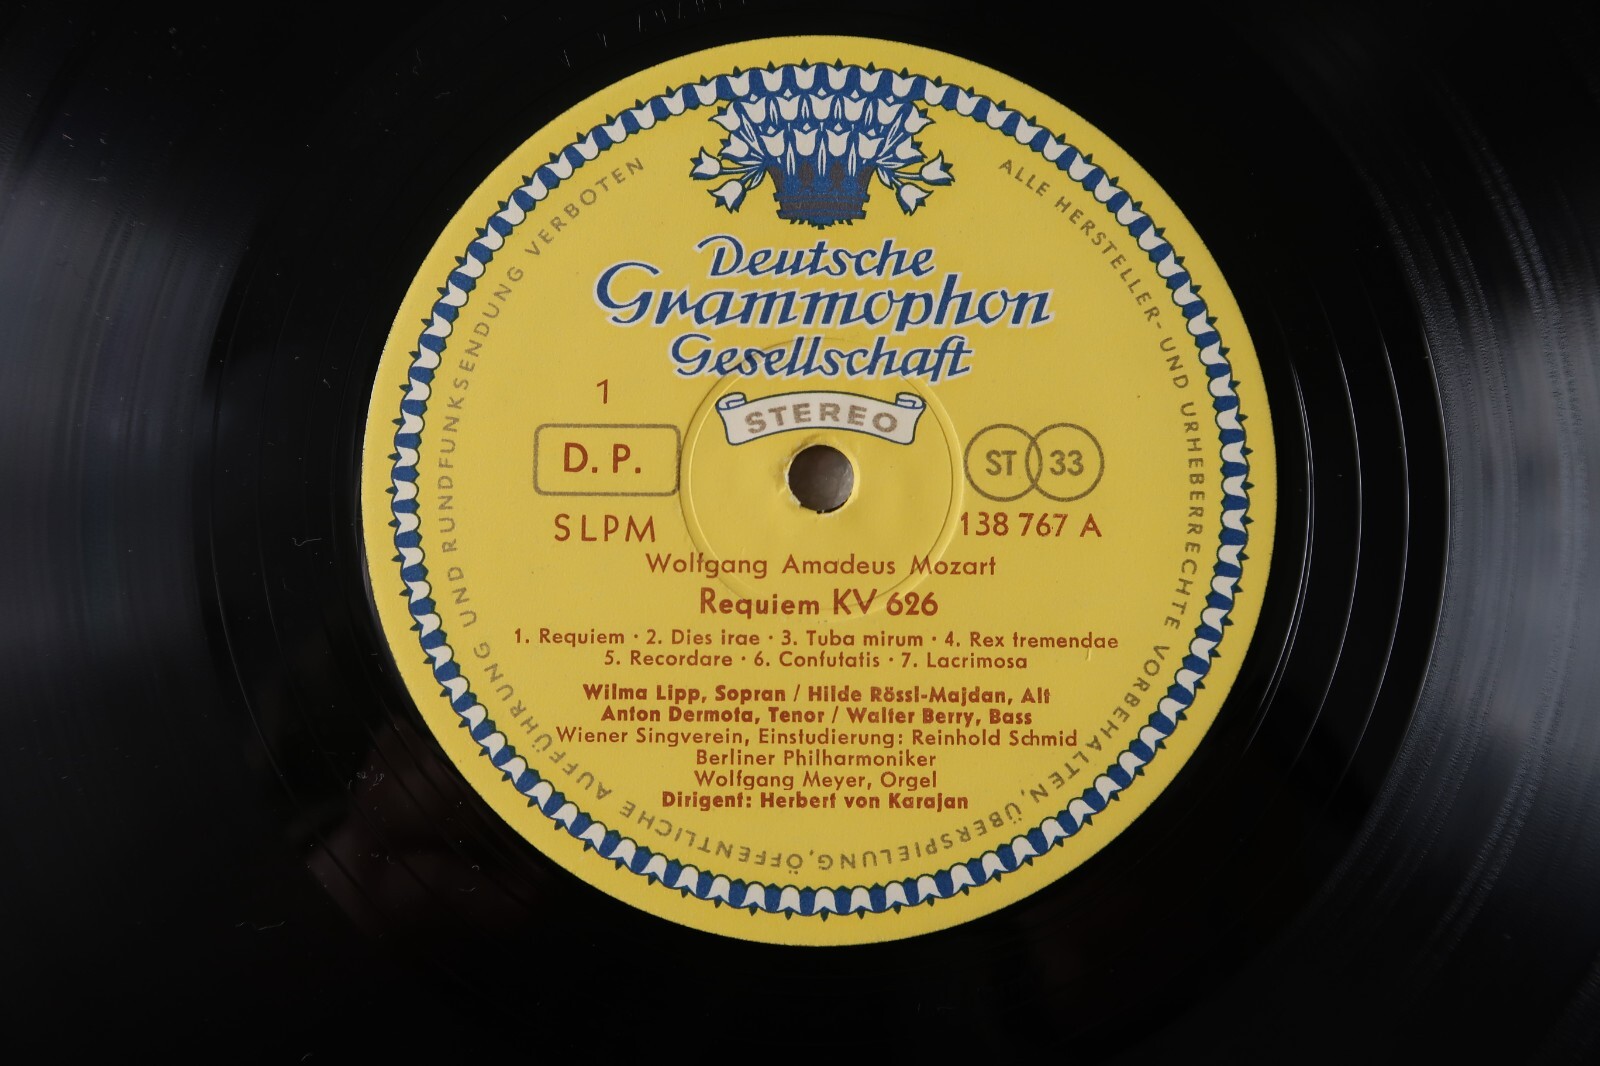 Deutsche
Grammophon
Gesellschaft
STEREO
1
D. P.
ST 33
SLPM
138 767 A
Wolfgang Amadeus Mozart
Requiem KV 626
1. Requiem · 2. Dies irae · 3. Tuba mirum · 4. Rex tremendae
5. Recordare · 6. Confutatis · 7. Lacrimosa
Wilma Lipp, Sopran / Hilde Rössl-Majdan, Alt
Anton Dermota, Tenor / Walter Berry, Bass
Wiener Singverein, Einstudierung: Reinhold Schmid
Berliner Philharmoniker
Wolfgang Meyer, Orgel
Dirigent: Herbert von Karajan
ALLE HERSTELLER- UND URHEBERRECHTE VORBEHALTEN, ÜBERSPIELUNG, ÖFFENTLICHE AUFFÜHRUNG UND RUNDFUNKSENDUNG VERBOTEN